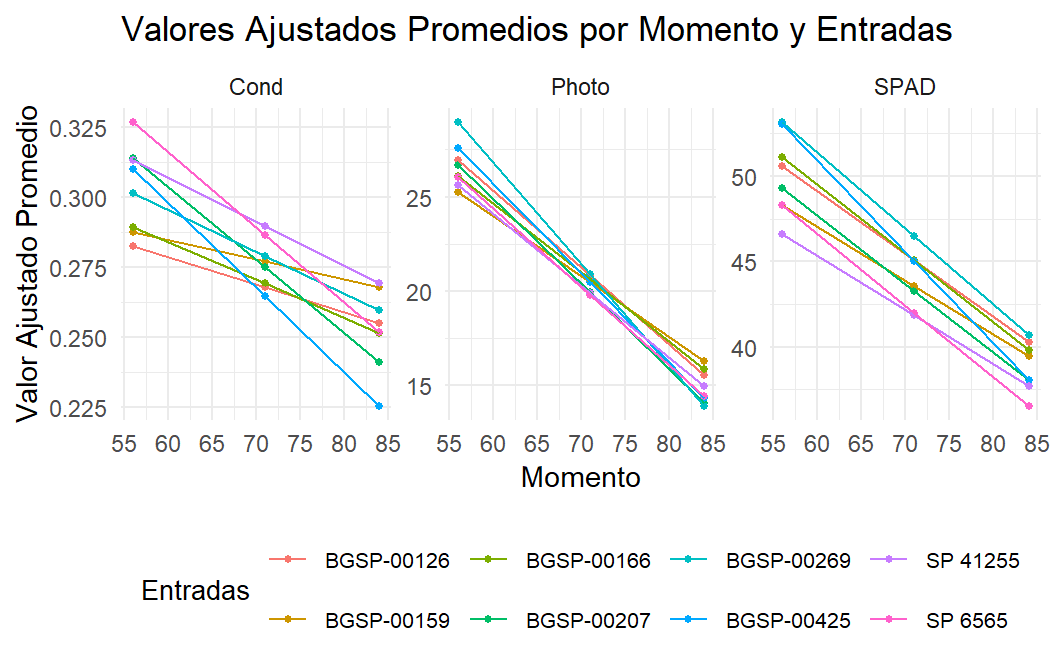 Valores Ajustados Promedios por Momento y Entradas
Cond Photo SPAD
Valor Ajustado Promedio
0.325
0.300
0.275
0.250
0.225
25
20
15
50
45
40
55 60 65 70 75 80 85 55 60 65 70 75 80 85 55 60 65 70 75 80 85
Momento
Entradas
BGSP-00126 BGSP-00166 BGSP-00269 SP 41255
BGSP-00159 BGSP-00207 BGSP-00425 SP 6565